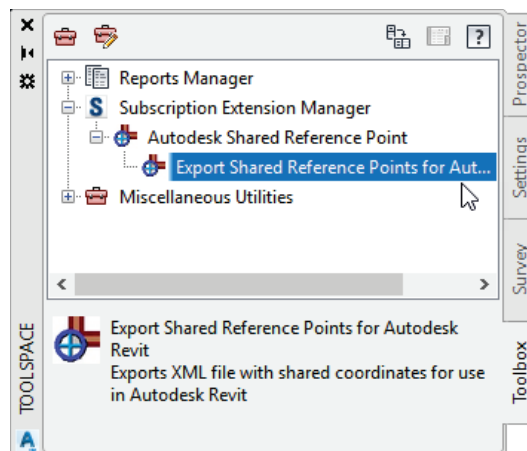 Reports Manager
S Subscription Extension Manager
Autodesk Shared Reference Point
Export Shared Reference Points for Aut...
Miscellaneous Utilities
Export Shared Reference Points for Autodesk
Revit
Exports XML file with shared coordinates for use
in Autodesk Revit
TOOLSPACE
Prospector
Settings
Survey
Toolbox